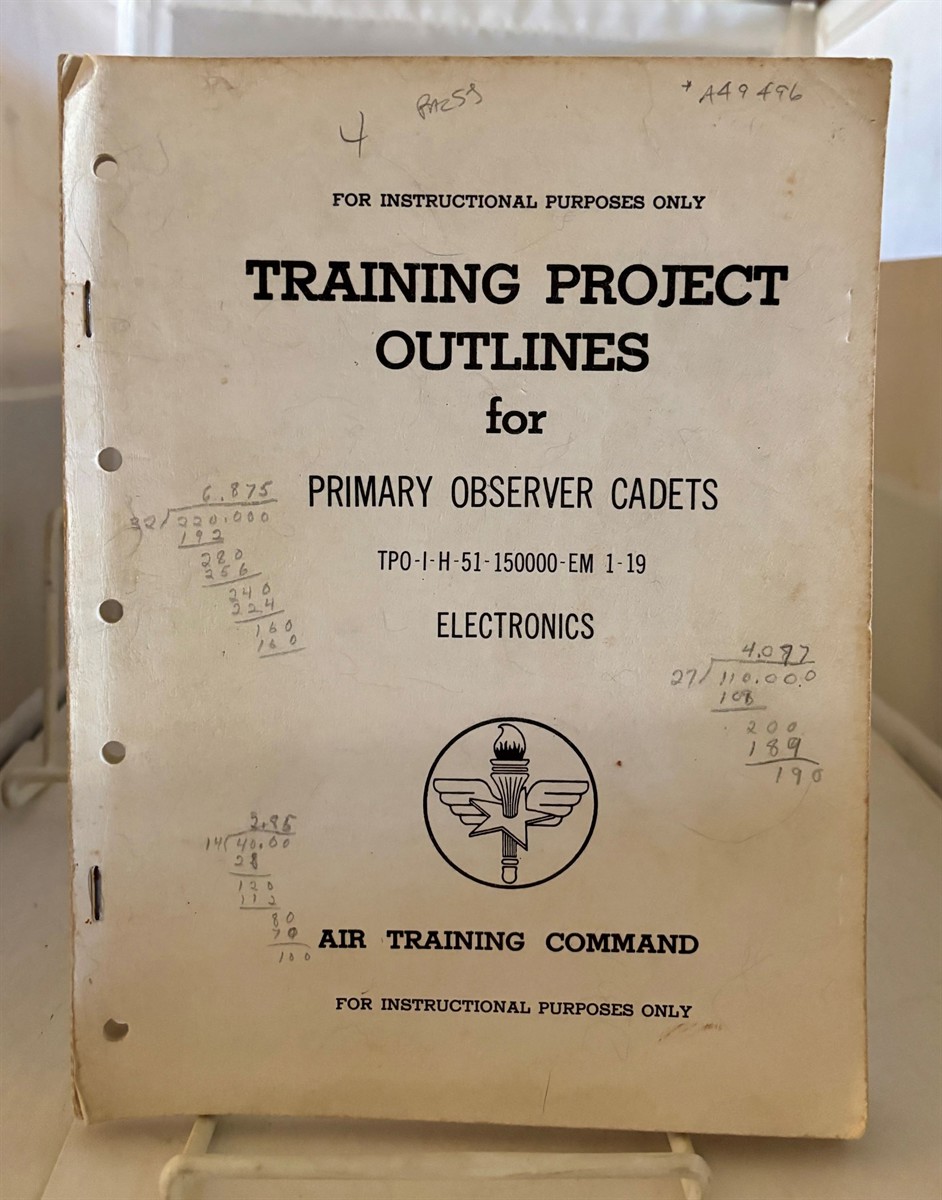 4
* A49496
FOR INSTRUCTIONAL PURPOSES ONLY
TRAINING PROJECT
OUTLINES
for
PRIMARY OBSERVER CADETS
TPO-I-H-51-150000-EM 1-19
ELECTRONICS
6.875
32 220.000
192
280
256
240
224
160
160
4.077
27 110.000
108
200
189
190
2.85
14 40.00
28
120
112
80
70
100
AIR TRAINING COMMAND
FOR INSTRUCTIONAL PURPOSES ONLY